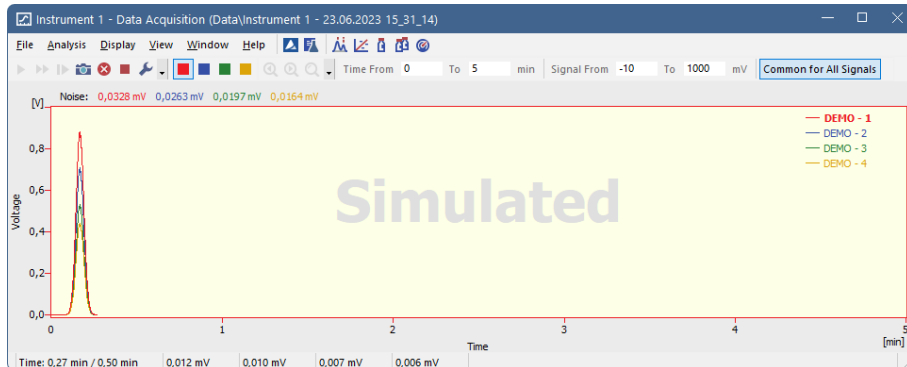 Instrument 1 - Data Acquisition (Data\Instrument 1 - 23.06.2023 15_31_14)
File Analysis Display View Window Help
Time From 0 To 5 min Signal From -10 To 1000 mV Common for All Signals
Noise: 0,0328 mV 0,0263 mV 0,0197 mV 0,0164 mV
[V]
DEMO - 1
DEMO - 2
DEMO - 3
DEMO - 4
0,8
0,6
0,4
0,2
0,0
Voltage
Simulated
0 1 2 3 4 5
Time
[min]
Time: 0,27 min / 0,50 min 0,012 mV 0,010 mV 0,007 mV 0,006 mV